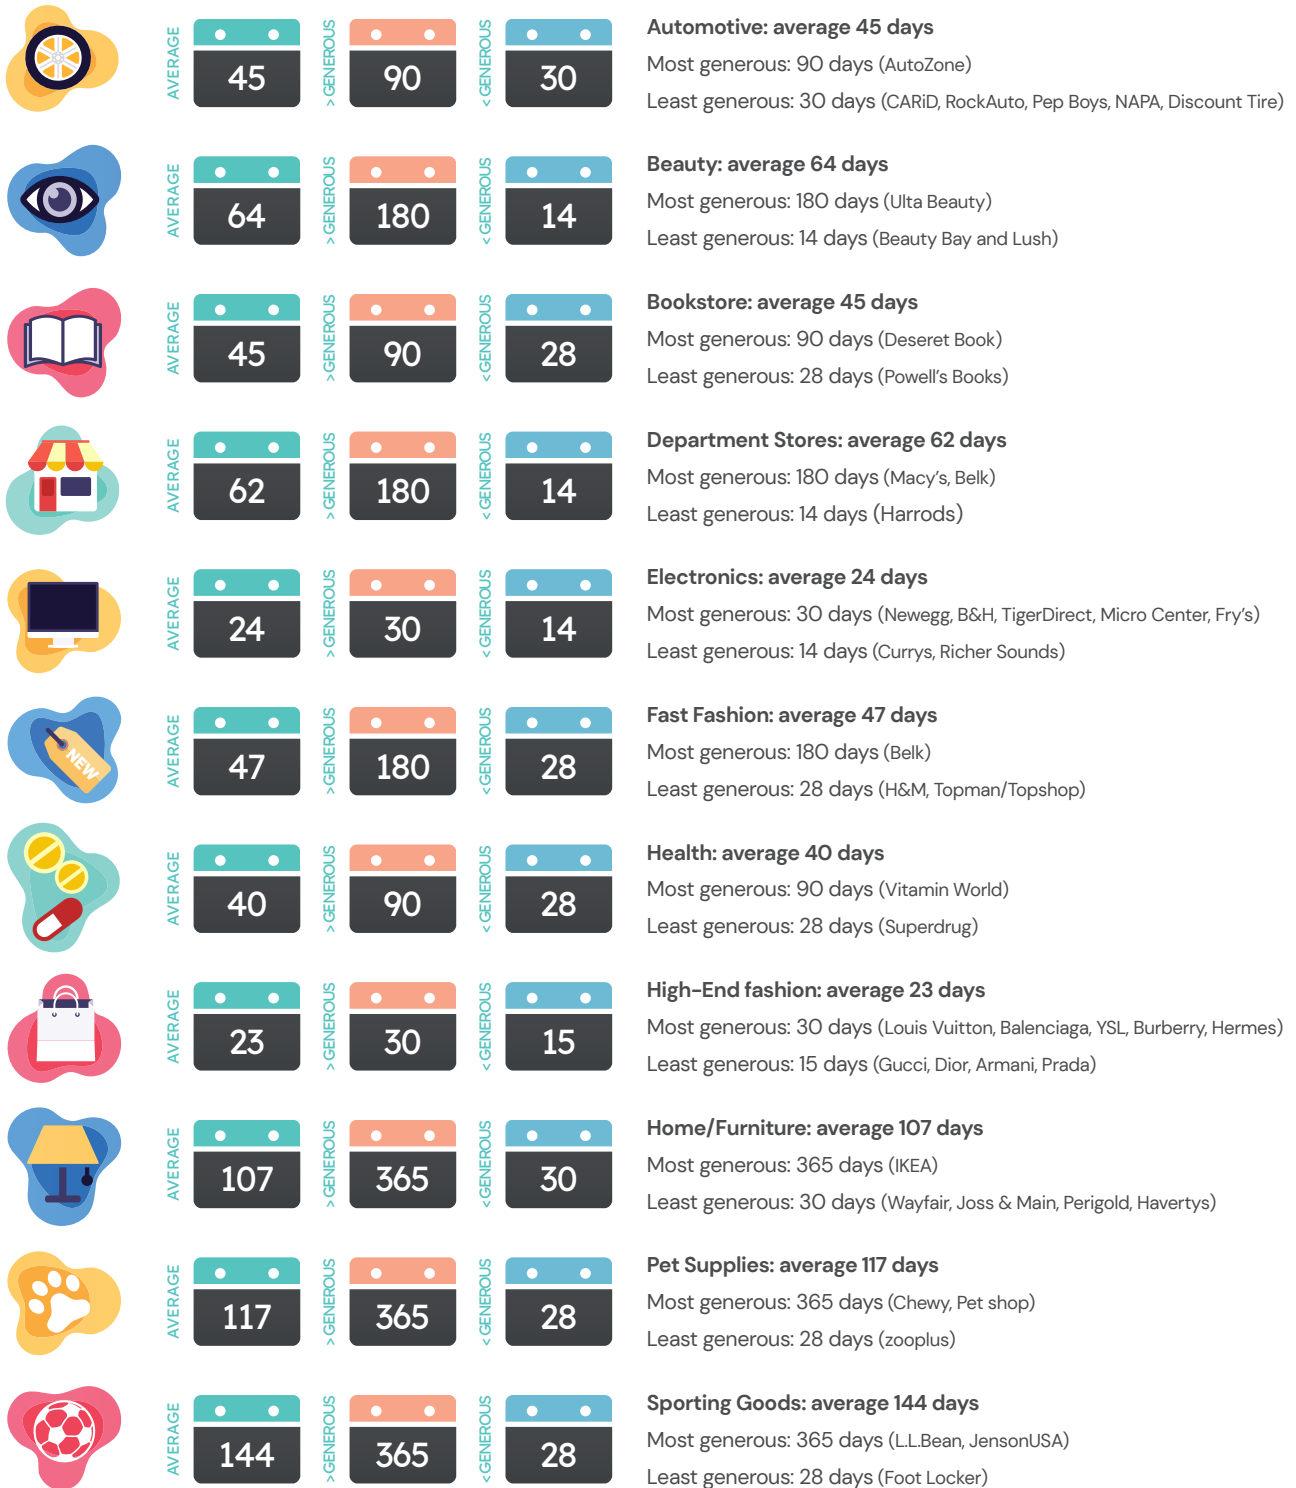 AVERAGE
45
> GENEROUS
90
< GENEROUS
30
Automotive: average 45 days
Most generous: 90 days (AutoZone)
Least generous: 30 days (CARiD, RockAuto, Pep Boys, NAPA, Discount Tire)
AVERAGE
64
> GENEROUS
180
< GENEROUS
14
Beauty: average 64 days
Most generous: 180 days (Ulta Beauty)
Least generous: 14 days (Beauty Bay and Lush)
AVERAGE
45
> GENEROUS
90
< GENEROUS
28
Bookstore: average 45 days
Most generous: 90 days (Deseret Book)
Least generous: 28 days (Powell's Books)
AVERAGE
62
> GENEROUS
180
< GENEROUS
14
Department Stores: average 62 days
Most generous: 180 days (Macy's, Belk)
Least generous: 14 days (Harrods)
AVERAGE
24
> GENEROUS
30
< GENEROUS
14
Electronics: average 24 days
Most generous: 30 days (Newegg, B&H, TigerDirect, Micro Center, Fry's)
Least generous: 14 days (Currys, Richer Sounds)
NEW
AVERAGE
47
> GENEROUS
180
< GENEROUS
28
Fast Fashion: average 47 days
Most generous: 180 days (Belk)
Least generous: 28 days (H&M, Topman/Topshop)
AVERAGE
40
> GENEROUS
90
< GENEROUS
28
Health: average 40 days
Most generous: 90 days (Vitamin World)
Least generous: 28 days (Superdrug)
AVERAGE
23
> GENEROUS
30
< GENEROUS
15
High-End fashion: average 23 days
Most generous: 30 days (Louis Vuitton, Balenciaga, YSL, Burberry, Hermes)
Least generous: 15 days (Gucci, Dior, Armani, Prada)
AVERAGE
107
> GENEROUS
365
< GENEROUS
30
Home/Furniture: average 107 days
Most generous: 365 days (IKEA)
Least generous: 30 days (Wayfair, Joss & Main, Perigold, Havertys)
AVERAGE
117
> GENEROUS
365
< GENEROUS
28
Pet Supplies: average 117 days
Most generous: 365 days (Chewy, Pet shop)
Least generous: 28 days (zooplus)
AVERAGE
144
> GENEROUS
365
< GENEROUS
28
Sporting Goods: average 144 days
Most generous: 365 days (L.L.Bean, JensonUSA)
Least generous: 28 days (Foot Locker)